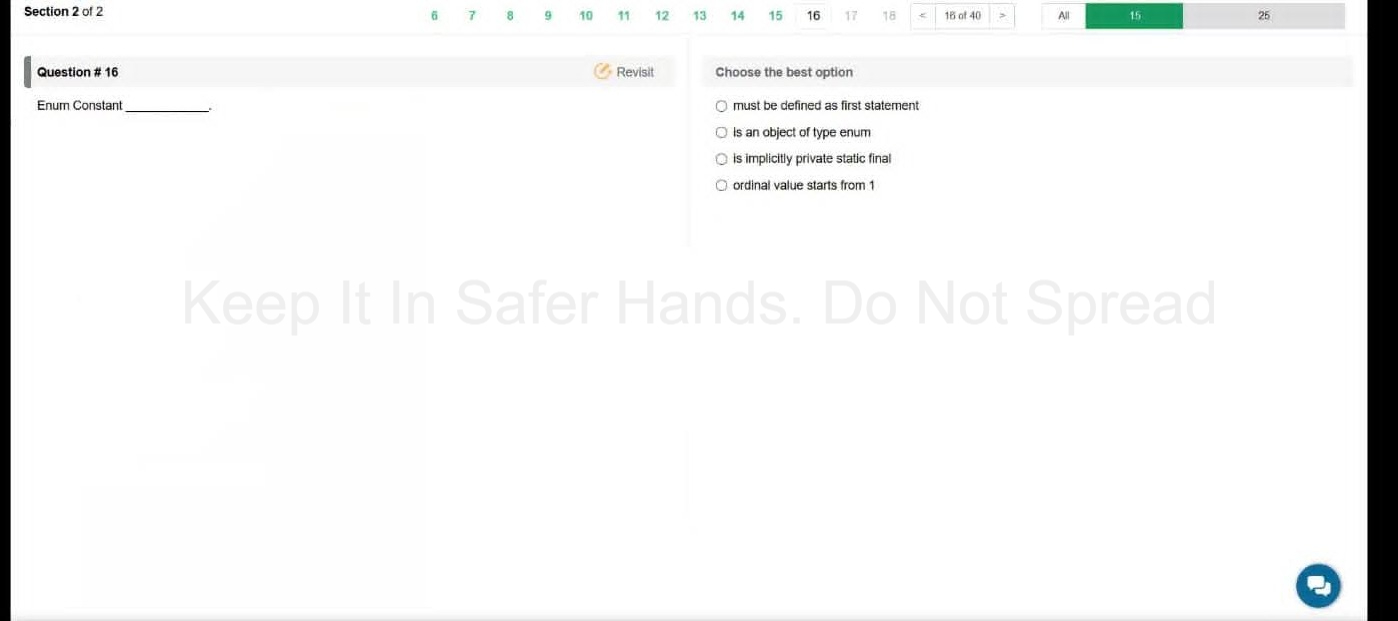 Section 2 of 2
6 7 8 9 10 11 12 13 14 15 16 17 18 < 16 of 40 > All 15 25
Question # 16
Revisit
Enum Constant ____________.
Choose the best option
must be defined as first statement
is an object of type enum
is implicitly private static final
ordinal value starts from 1
Keep It In Safer Hands. Do Not Spread